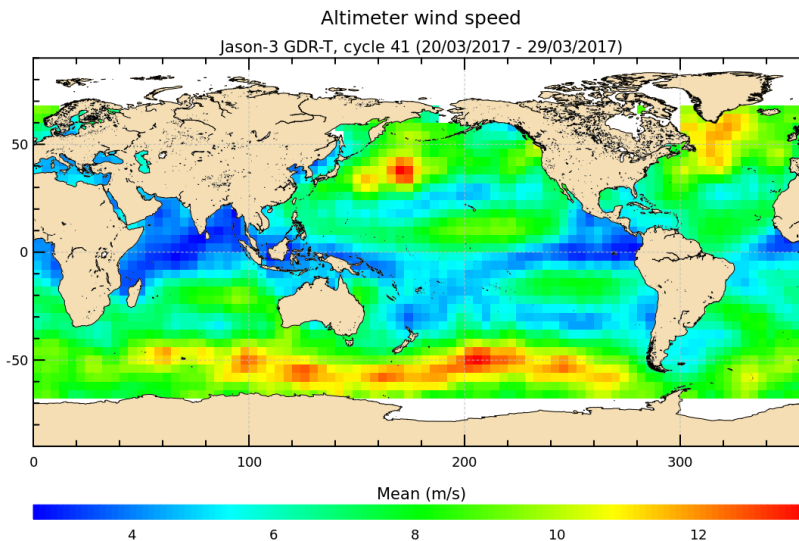 Altimeter wind speed
Jason-3 GDR-T, cycle 41 (20/03/2017 - 29/03/2017)
50
0
-50
0 100 200 300
Mean (m/s)
4 6 8 10 12